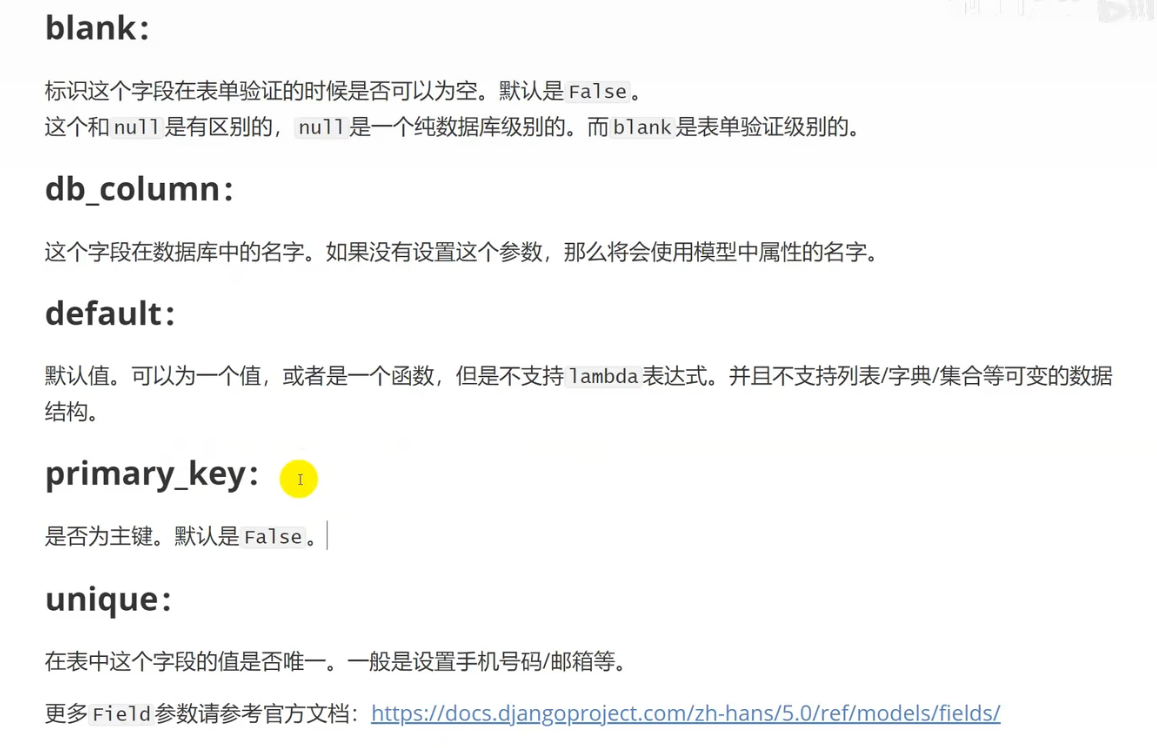 blank：
标识这个字段在表单验证的时候是否可以为空。默认是False。
这个和null是有区别的，null是一个纯数据库级别的。而blank是表单验证级别的。
db_column：
这个字段在数据库中的名字。如果没有设置这个参数，那么将会使用模型中属性的名字。
default：
默认值。可以为一个值，或者是一个函数，但是不支持lambda表达式。并且不支持列表/字典/集合等可变的数据
结构。
primary_key：
是否为主键。默认是False。
unique：
在表中这个字段的值是否唯一。一般是设置手机号码/邮箱等。
更多Field参数请参考官方文档：https://docs.djangoproject.com/zh-hans/5.0/ref/models/fields/